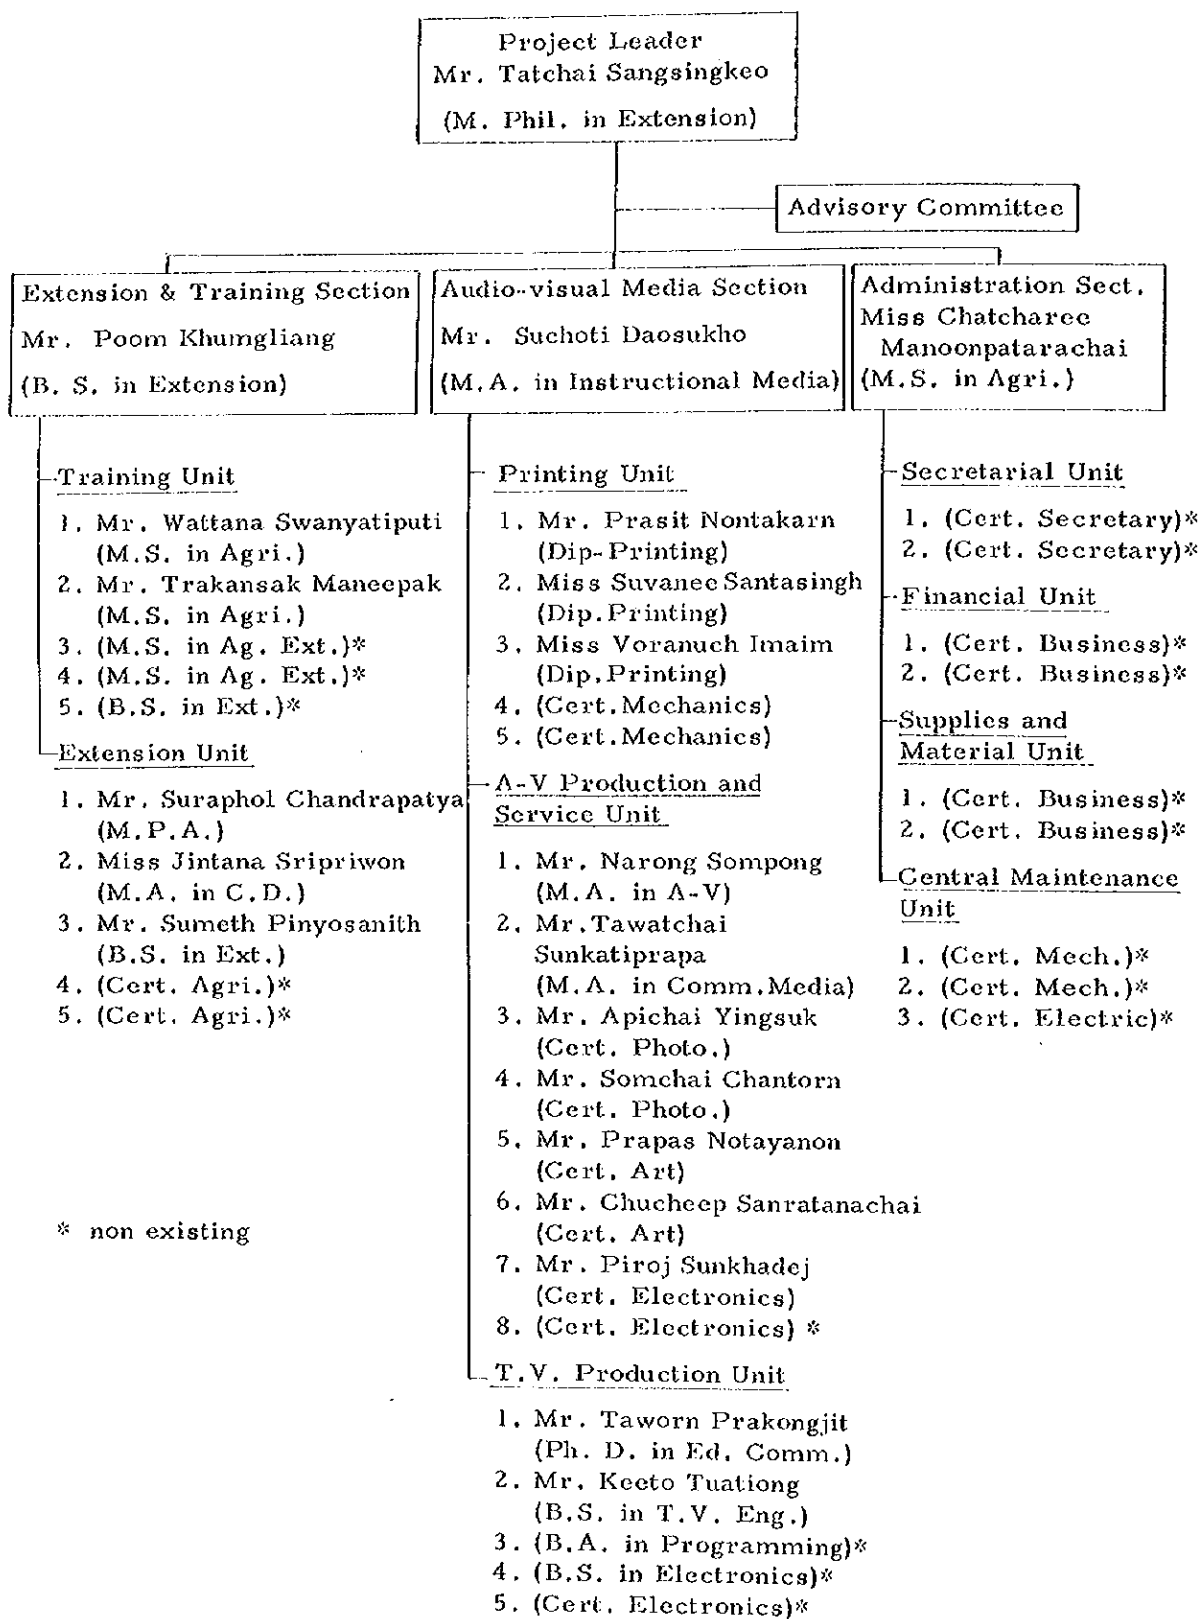 Project Leader
Mr. Tatchai Sangsingkeo
(M. Phil. in Extension)
Advisory Committee
Extension & Training Section
Mr. Poom Khumgliang
(B. S. in Extension)
Audio-visual Media Section
Mr. Suchoti Daosukho
(M.A. in Instructional Media)
Administration Sect.
Miss Chatcharee
Manoonpatarachai
(M.S. in Agri.)
Training Unit
1. Mr. Wattana Swanyatiputi
(M.S. in Agri.)
2. Mr. Trakansak Maneepak
(M.S. in Agri.)
3. (M.S. in Ag. Ext.)*
4. (M.S. in Ag. Ext.)*
5. (B.S. in Ext.)*
Extension Unit
1. Mr. Suraphol Chandrapatya
(M.P.A.)
2. Miss Jintana Sripriwon
(M.A. in C.D.)
3. Mr. Sumeth Pinyosanith
(B.S. in Ext.)
4. (Cert. Agri.)*
5. (Cert. Agri.)*
* non existing
Printing Unit
1. Mr. Prasit Nontakarn
(Dip-Printing)
2. Miss Suvanee Santasingh
(Dip.Printing)
3. Miss Voranuch Imaim
(Dip.Printing)
4. (Cert.Mechanics)
5. (Cert.Mechanics)
A-V Production and
Service Unit
1. Mr. Narong Sompong
(M.A. in A-V)
2. Mr.Tawatchai
Sunkatiprapa
(M.A. in Comm.Media)
3. Mr. Apichai Yingsuk
(Cert. Photo.)
4. Mr. Somchai Chantorn
(Cert. Photo.)
5. Mr. Prapas Notayanon
(Cert. Art)
6. Mr. Chucheep Sanratanachai
(Cert. Art)
7. Mr. Piroj Sunkhadej
(Cert. Electronics)
8. (Cert. Electronics) *
T.V. Production Unit
1. Mr. Taworn Prakongjit
(Ph. D. in Ed. Comm.)
2. Mr. Keeto Tuationg
(B.S. in T.V. Eng.)
3. (B.A. in Programming)*
4. (B.S. in Electronics)*
5. (Cert. Electronics)*
Secretarial Unit
1. (Cert. Secretary)*
2. (Cert. Secretary)*
Financial Unit
1. (Cert. Business)*
2. (Cert. Business)*
Supplies and
Material Unit
1. (Cert. Business)*
2. (Cert. Business)*
Central Maintenance
Unit
1. (Cert. Mech.)*
2. (Cert. Mech.)*
3. (Cert. Electric)*